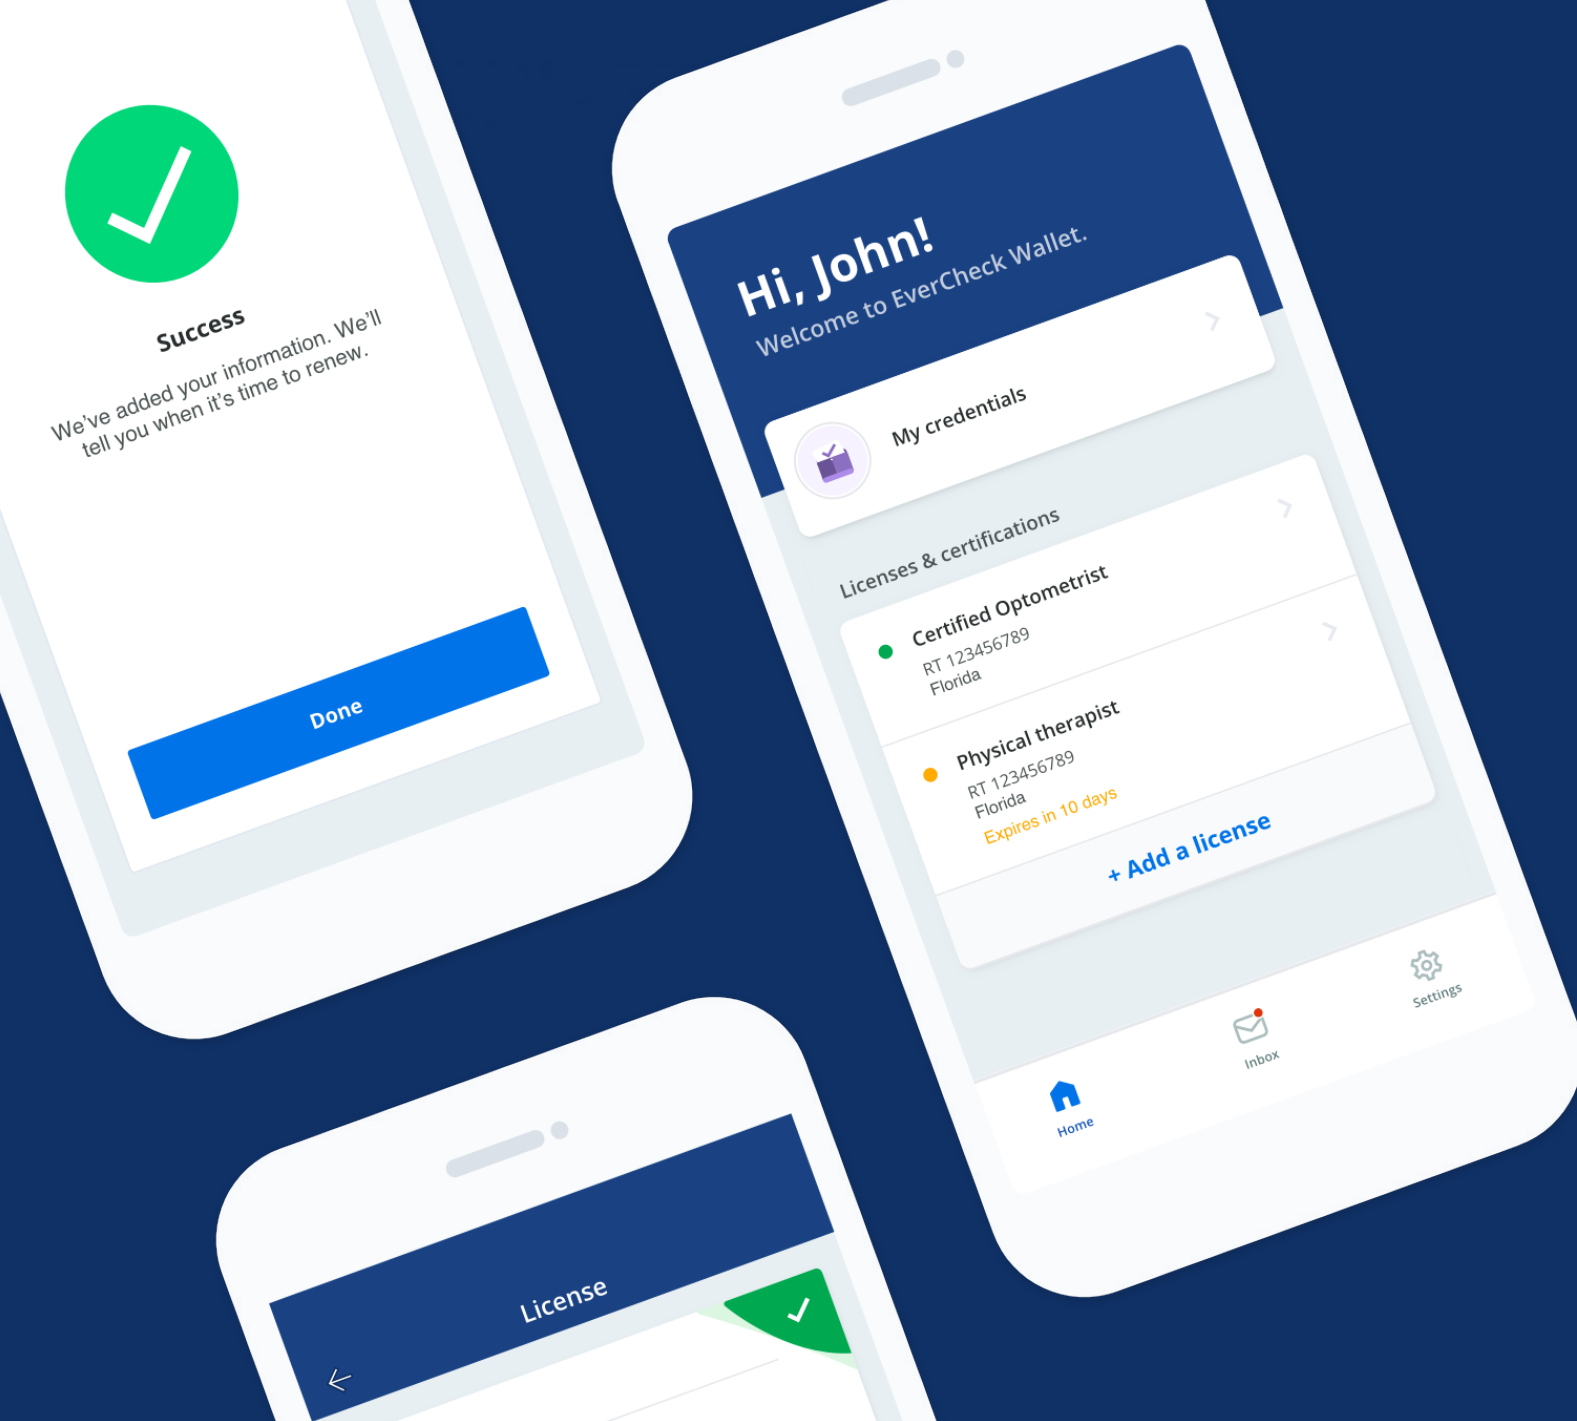 Success
We've added your information. We'll
tell you when it's time to renew.
Done
Hi, John!
Welcome to EverCheck Wallet.
My credentials
Licenses & certifications
Certified Optometrist
RT 123456789
Florida
Physical therapist
RT 123456789
Florida
Expires in 10 days
+ Add a license
Home
Inbox
Settings
License